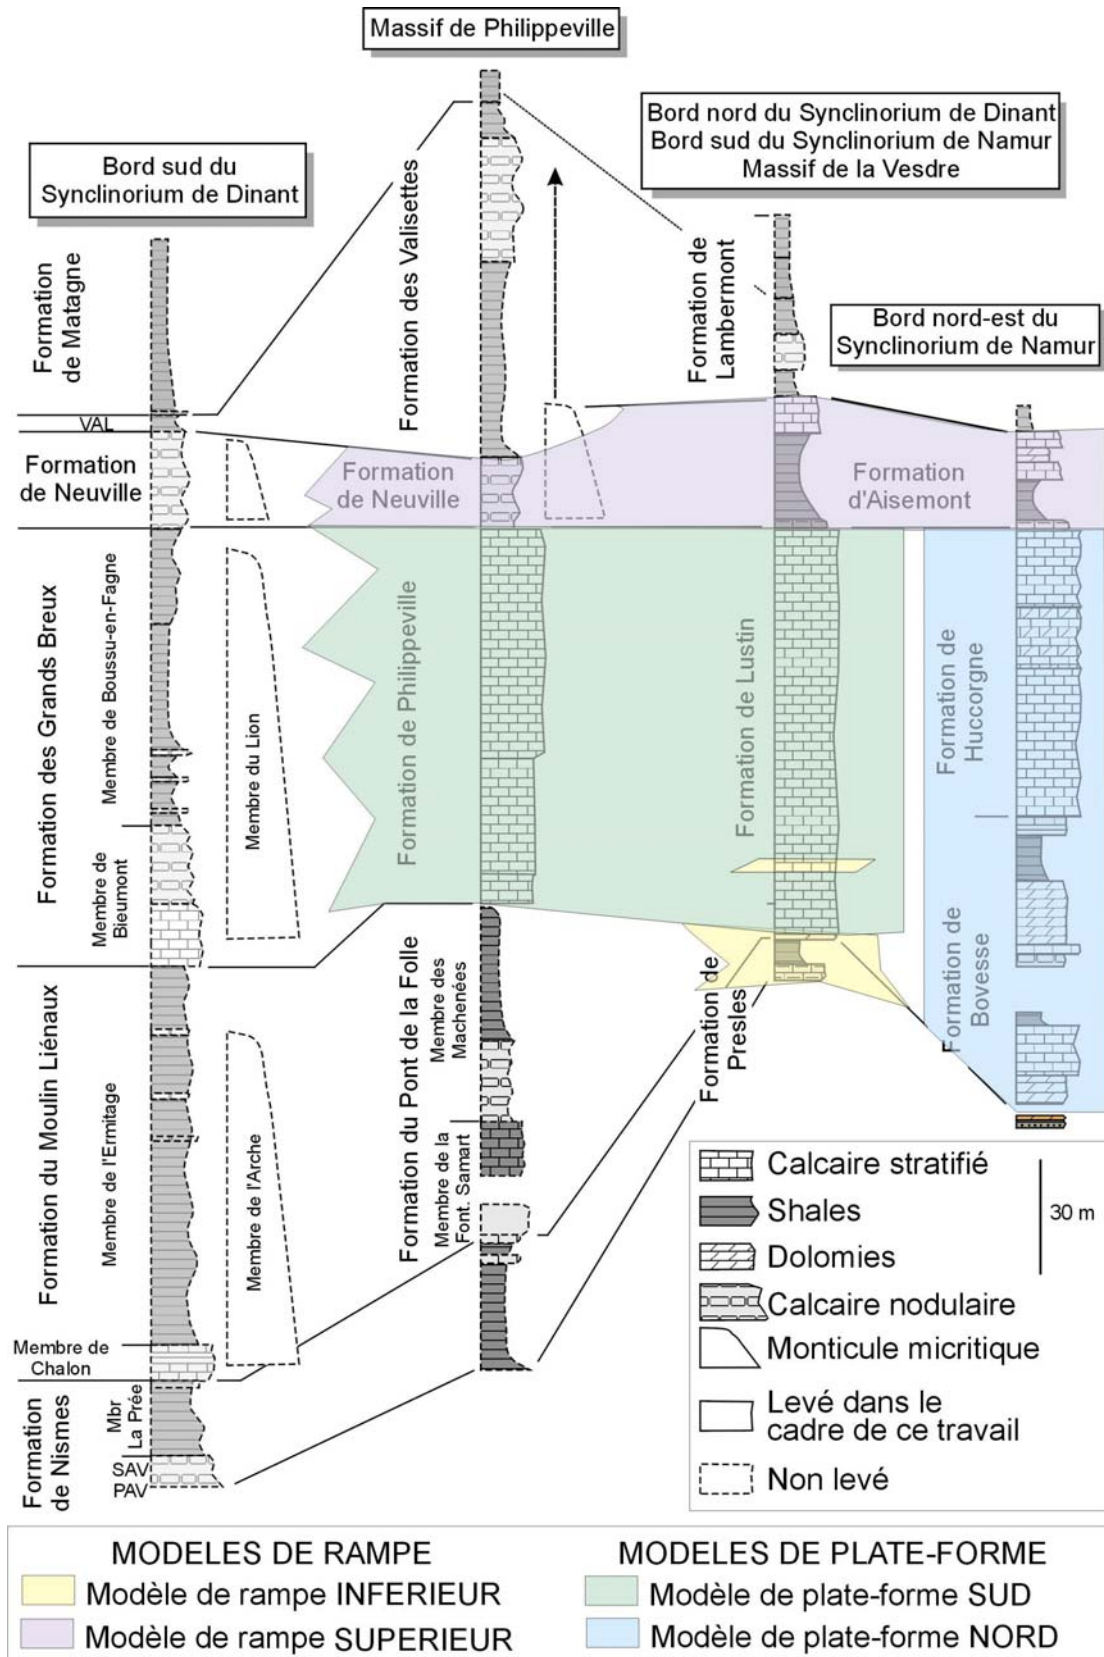 Massif de Philippeville
Bord nord du Synclinorium de Dinant
Bord sud du Synclinorium de Namur
Massif de la Vesdre
Bord sud du
Synclinorium de Dinant
Bord nord-est du
Synclinorium de Namur
Formation
de Matagne
VAL
Formation
de Neuville
Formation des Grands Breux
Membre de Boussu-en-Fagne
Membre de
Bieumont
Membre du Lion
Formation du Moulin Liénaux
Membre de l'Ermitage
Membre de l'Arche
Membre de
Chalon
Formation
de Nismes
Mbr
La Prée
SAV
PAV
Formation des Valisettes
Formation
de Neuville
Formation de Philippeville
Formation du Pont de la Folle
Membre des
Machenées
Membre de la
Font. Samart
Formation de
Lambermont
Formation
d'Aisemont
Formation de Lustin
Formation de
Presles
Formation de
Huccorgne
Formation de
Bovesse
Calcaire stratifié
Shales
Dolomies
Calcaire nodulaire
Monticule micritique
Levé dans le
cadre de ce travail
Non levé
30 m
MODELES DE RAMPE
Modèle de rampe INFERIEUR
Modèle de rampe SUPERIEUR
MODELES DE PLATE-FORME
Modèle de plate-forme SUD
Modèle de plate-forme NORD